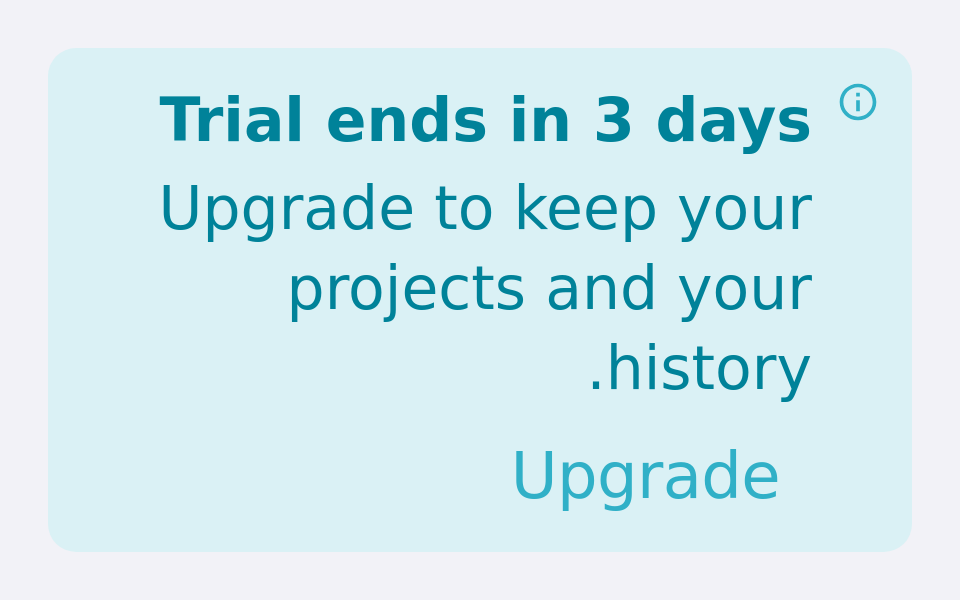 Trial ends in 3 days
Upgrade to keep your
projects and your
.history
Upgrade